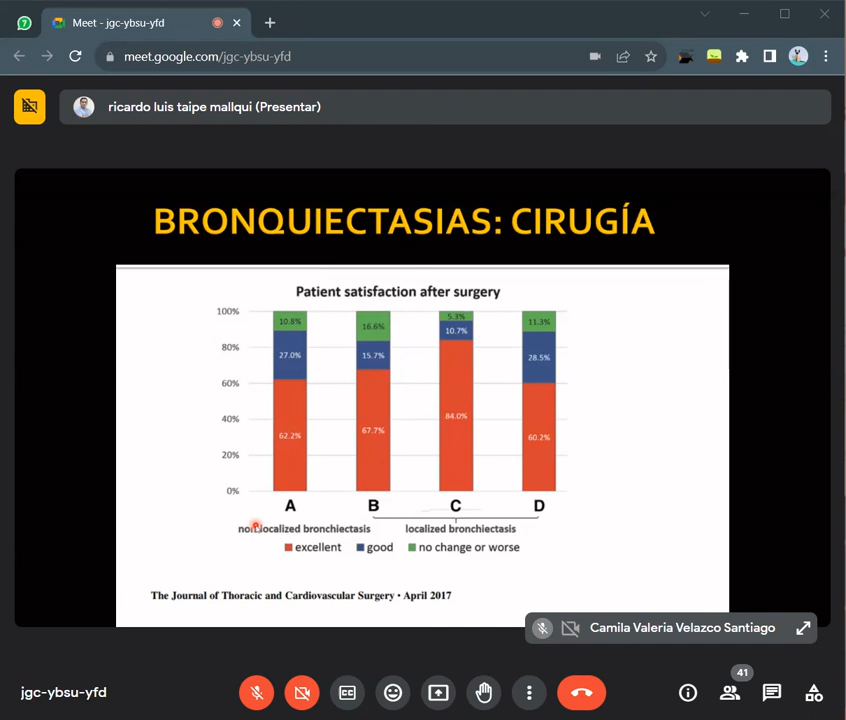 7
Meet - jgc-ybsu-yfd
meet.google.com/jgc-ybsu-yfd
ricardo luis taipe mallqui (Presentar)
BRONQUIECTASIAS: CIRUGÍA
Patient satisfaction after surgery
100%
80%
60%
40%
20%
0%
10.8%
27.0%
62.2%
16.6%
15.7%
67.7%
5.3%
10.7%
84.0%
11.3%
28.5%
60.2%
A B C D
localized bronchiectasis localized bronchiectasis
excellent good no change or worse
The Journal of Thoracic and Cardiovascular Surgery • April 2017
Camila Valeria Velazco Santiago
jgc-ybsu-yfd
CC
41